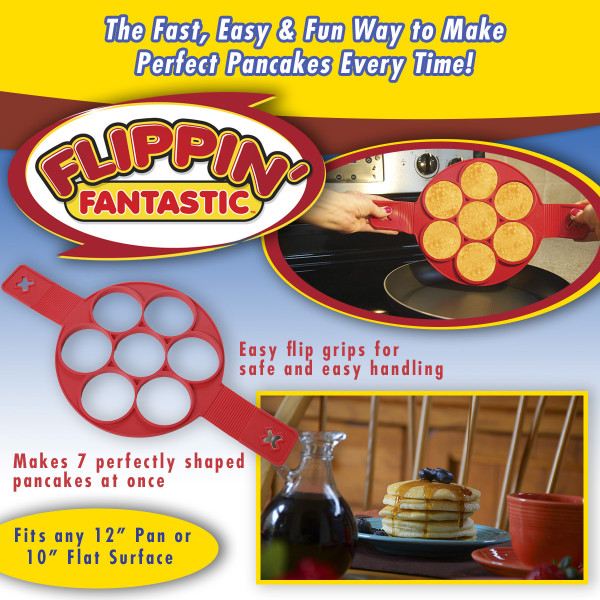 The Fast, Easy & Fun Way to Make
Perfect Pancakes Every Time!
FLIPPIN'
FANTASTIC™
Easy flip grips for
safe and easy handling
Makes 7 perfectly shaped
pancakes at once
Fits any 12” Pan or
10” Flat Surface